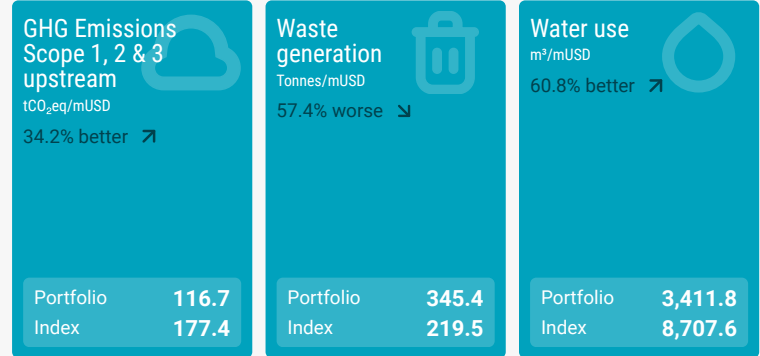 GHG Emissions
Scope 1, 2 & 3
upstream
tCO₂eq/mUSD
34.2% better
Portfolio 116.7
Index 177.4
Waste
generation
Tonnes/mUSD
57.4% worse
Portfolio 345.4
Index 219.5
Water use
m³/mUSD
60.8% better
Portfolio 3,411.8
Index 8,707.6